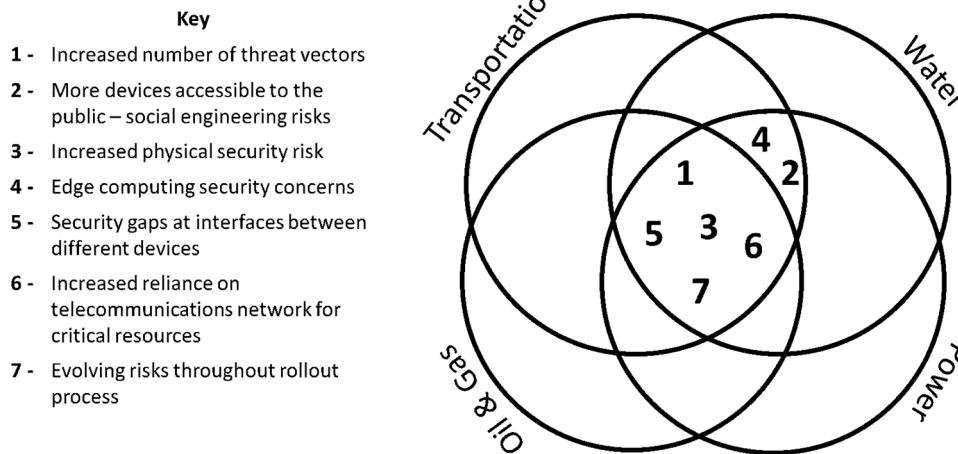 Key
1 - Increased number of threat vectors
2 - More devices accessible to the
public – social engineering risks
3 - Increased physical security risk
4 - Edge computing security concerns
5 - Security gaps at interfaces between
different devices
6 - Increased reliance on
telecommunications network for
critical resources
7 - Evolving risks throughout rollout
process
Transportatio
Water
4
1
2
5
3
6
7
Oil & Gas
Power